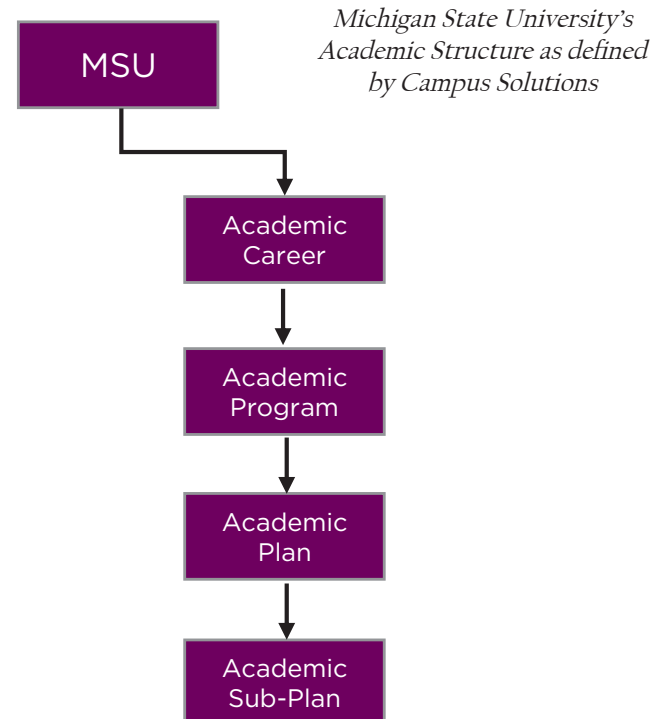 MSU
Michigan State University’s
Academic Structure as defined
by Campus Solutions
Academic
Career
Academic
Program
Academic
Plan
Academic
Sub-Plan